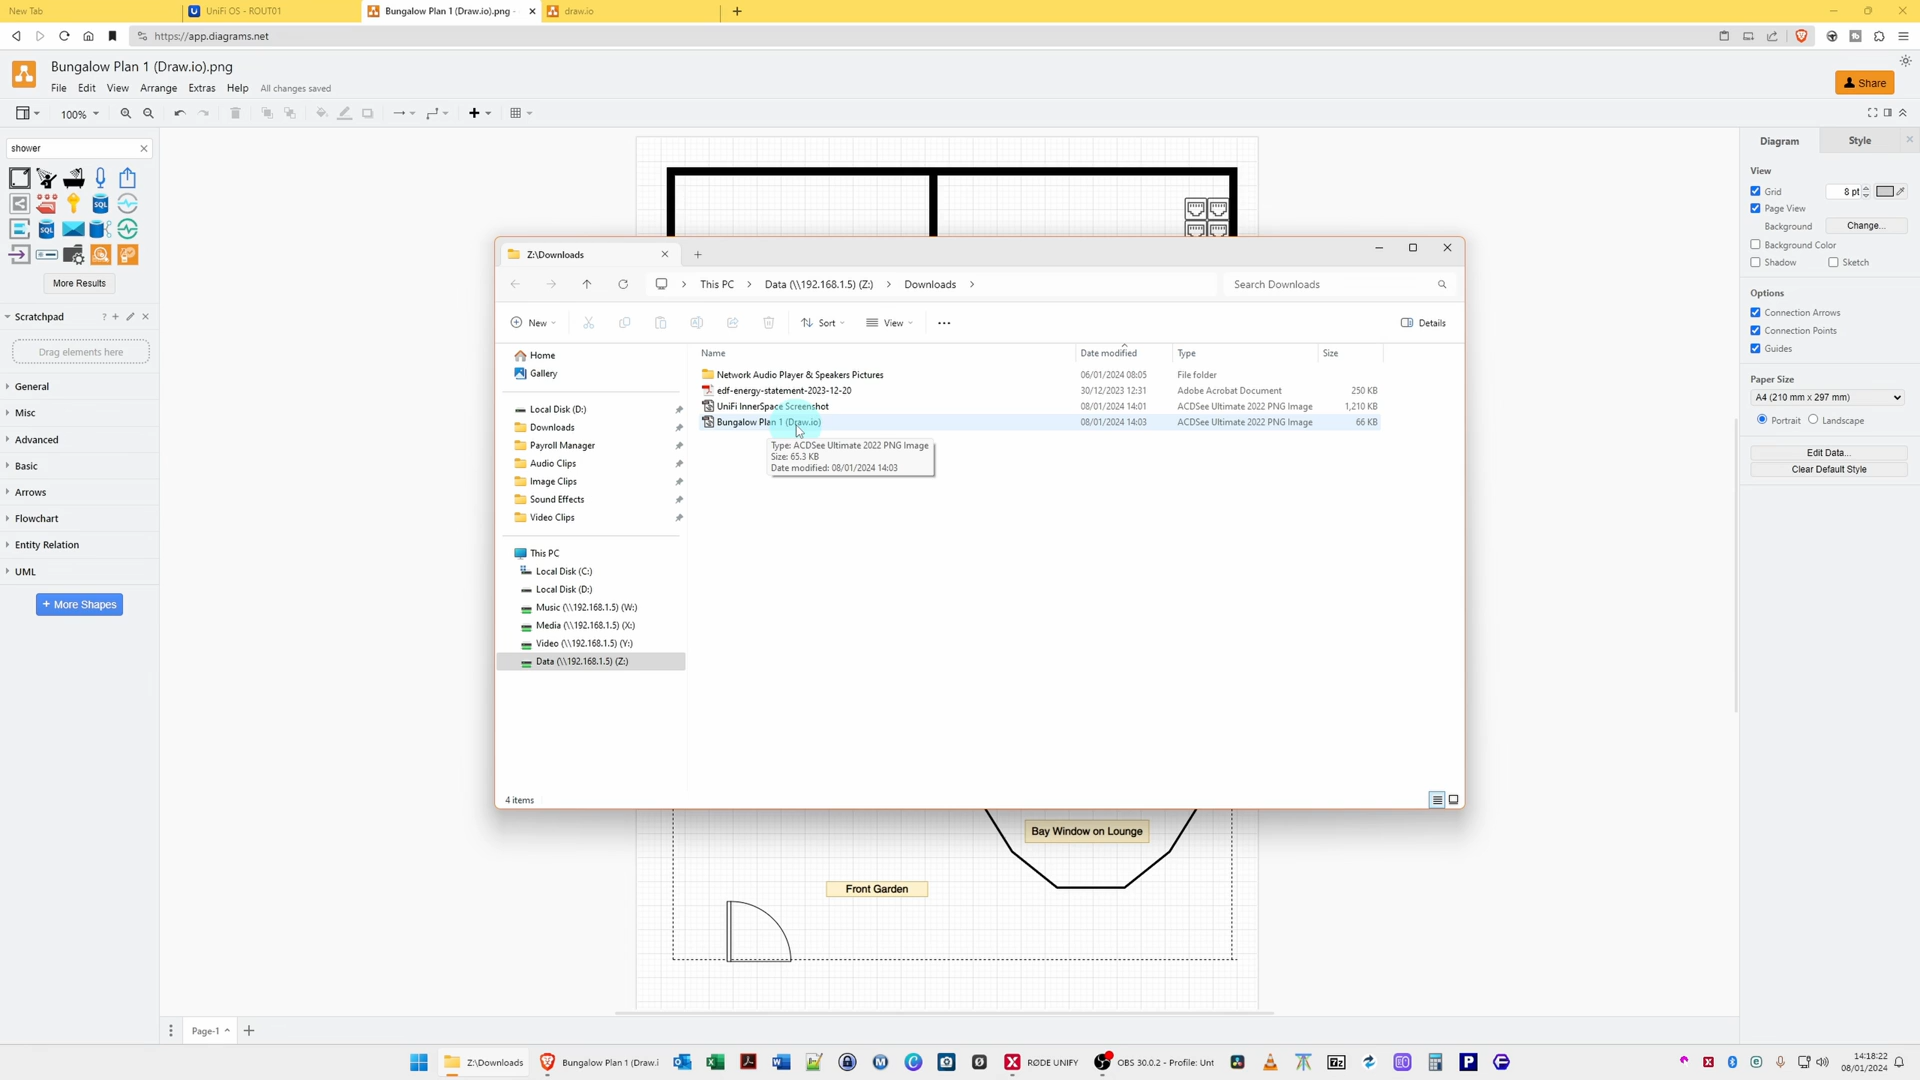 New Tab
UniFi OS - ROUT01
Bungalow Plan 1 (Draw.io).png -
draw.io
https://app.diagrams.net
Bungalow Plan 1 (Draw.io).png
File Edit View Arrange Extras Help All changes saved
Share
100%
shower
More Results
Scratchpad
Drag elements here
General
Misc
Advanced
Basic
Arrows
Flowchart
Entity Relation
UML
+ More Shapes
Z:\Downloads
This PC > Data (\\192.168.1.5) (Z:) > Downloads >
Search Downloads
New
Sort
View
Details
Home
Gallery
Local Disk (D:)
Downloads
Payroll Manager
Audio Clips
Image Clips
Sound Effects
Video Clips
This PC
Local Disk (C:)
Local Disk (D:)
Music (\\192.168.1.5) (W:)
Media (\\192.168.1.5) (X:)
Video (\\192.168.1.5) (Y:)
Data (\\192.168.1.5) (Z:)
Name Date modified Type Size
Network Audio Player & Speakers Pictures 06/01/2024 08:05 File folder
edf-energy-statement-2023-12-20 30/12/2023 12:31 Adobe Acrobat Document 250 KB
UniFi InnerSpace Screenshot 08/01/2024 14:01 ACDSee Ultimate 2022 PNG Image 1,210 KB
Bungalow Plan 1 (Draw.io) 08/01/2024 14:03 ACDSee Ultimate 2022 PNG Image 66 KB
Type: ACDSee Ultimate 2022 PNG Image
Size: 65.3 KB
Date modified: 08/01/2024 14:03
4 items
Bay Window on Lounge
Front Garden
Diagram
Style
View
Grid
8 pt
Page View
Background
Change...
Background Color
Shadow
Sketch
Options
Connection Arrows
Connection Points
Guides
Paper Size
A4 (210 mm x 297 mm)
Portrait
Landscape
Edit Data...
Clear Default Style
Page-1
Z:\Downloads
Bungalow Plan 1 (Draw.i
RODE UNIFY
OBS 30.0.2 - Profile: Unt
14:18:22
08/01/2024